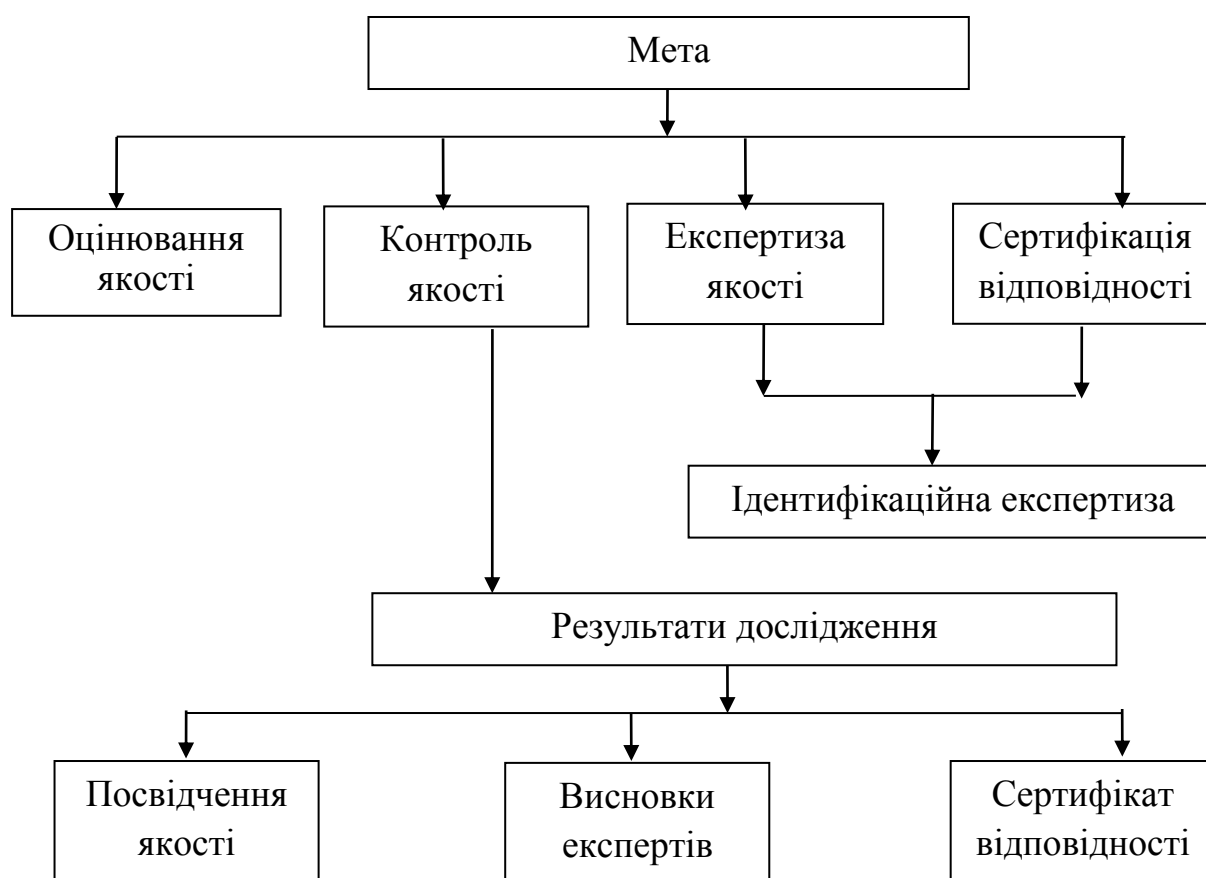 Мета
Оцінювання
якості
Контроль
якості
Експертиза
якості
Сертифікація
відповідності
Ідентифікаційна експертиза
Результати дослідження
Посвідчення
якості
Висновки
експертів
Сертифікат
відповідності